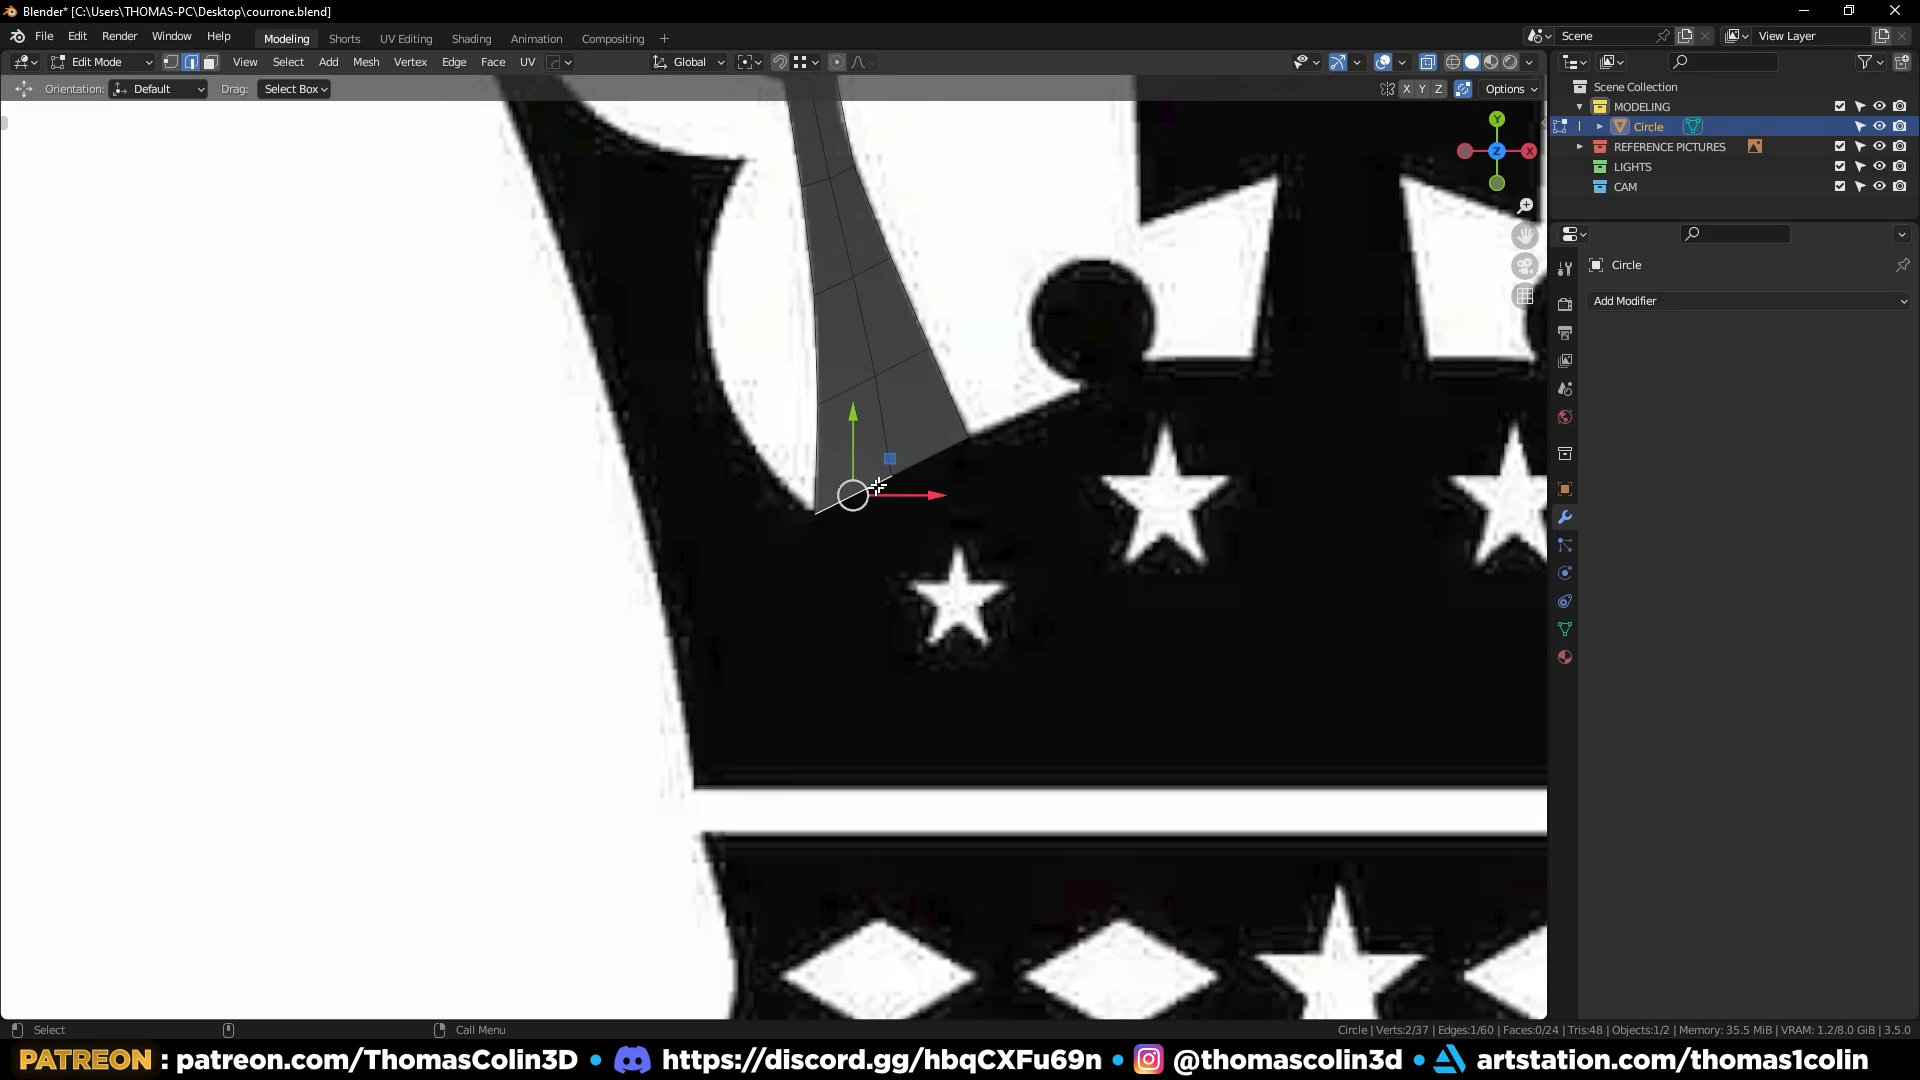 Blender* [C:\Users\THOMAS-PC\Desktop\courrone.blend]
File Edit Render Window Help Modeling Shorts UV Editing Shading Animation Compositing + Scene View Layer
Edit Mode View Select Add Mesh Vertex Edge Face UV Global
Orientation: Default Drag: Select Box X Y Z Options
Y
Z X
Scene Collection
MODELING
Circle
REFERENCE PICTURES
LIGHTS
CAM
Circle
Add Modifier
Select Call Menu Circle | Verts:2/37 | Edges:1/60 | Faces:0/24 | Tris:48 | Objects:1/2 | Memory: 35.5 MiB | VRAM: 1.2/8.0 GiB | 3.5.0
PATREON : patreon.com/ThomasColin3D • https://discord.gg/hbqCXFu69n • @thomascolin3d • artstation.com/thomas1colin